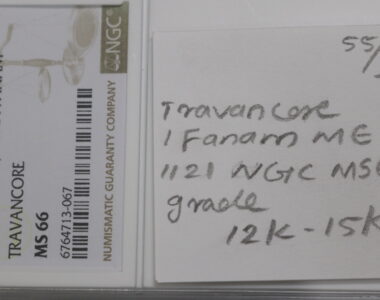 TRAVANCORE
MS 66
6764713-067
NGC
NUMISMATIC GUARANTY COMPANY
55/
Travancore
1 Fanam ME
1121 NGC MS6
grade
12K - 15K